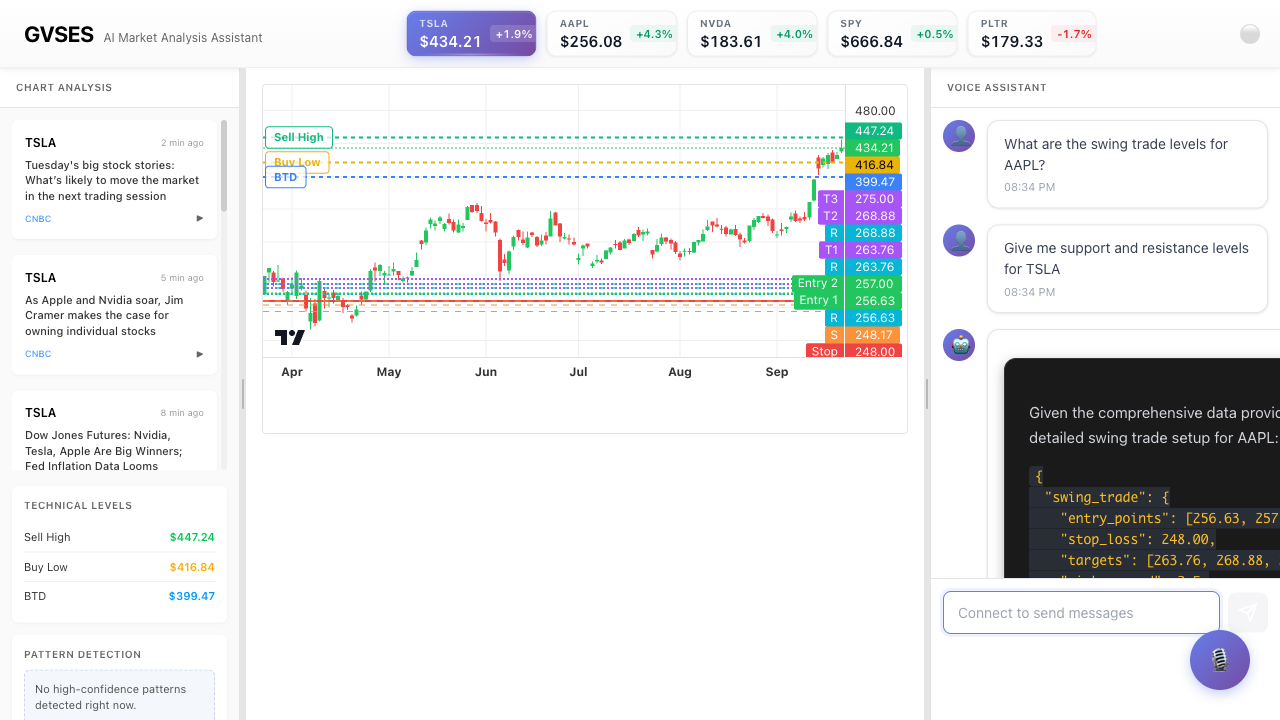 GVSES AI Market Analysis Assistant
TSLA
$434.21 +1.9%
AAPL
$256.08 +4.3%
NVDA
$183.61 +4.0%
SPY
$666.84 +0.5%
PLTR
$179.33 -1.7%
CHART ANALYSIS
TSLA 2 min ago
Tuesday's big stock stories:
What's likely to move the market
in the next trading session
CNBC
TSLA 5 min ago
As Apple and Nvidia soar, Jim
Cramer makes the case for
owning individual stocks
CNBC
TSLA 8 min ago
Dow Jones Futures: Nvidia,
Tesla, Apple Are Big Winners;
Fed Inflation Data Looms
TECHNICAL LEVELS
Sell High $447.24
Buy Low $416.84
BTD $399.47
PATTERN DETECTION
No high-confidence patterns
detected right now.
Sell High
Buy Low
BTD
480.00
447.24
434.21
416.84
399.47
T3 275.00
T2 268.88
R 268.88
T1 263.76
R 263.76
Entry 2 257.00
Entry 1 256.63
R 256.63
S 248.17
Stop 248.00
Apr May Jun Jul Aug Sep
VOICE ASSISTANT
What are the swing trade levels for
AAPL?
08:34 PM
Give me support and resistance levels
for TSLA
08:34 PM
Given the comprehensive data
detailed swing trade setup for AAPL:
{
"swing_trade": {
"entry_points": [256.63, 257
"stop_loss": 248.00,
"targets": [263.76, 268.88,
Connect to send messages